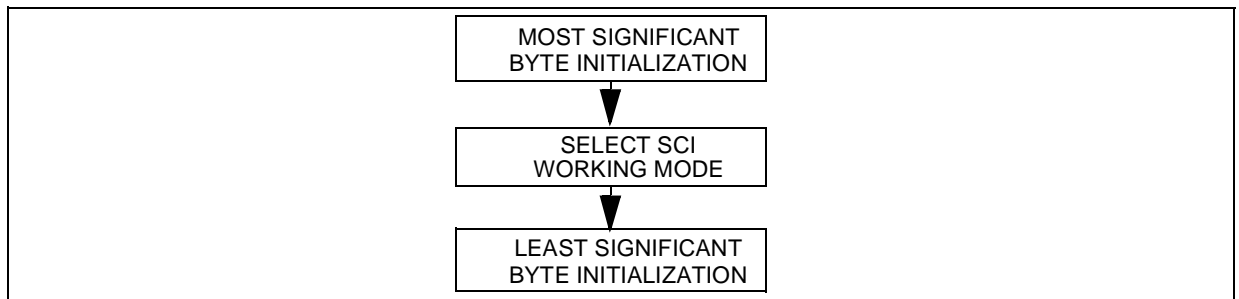 MOST SIGNIFICANT
BYTE INITIALIZATION
SELECT SCI
WORKING MODE
LEAST SIGNIFICANT
BYTE INITIALIZATION